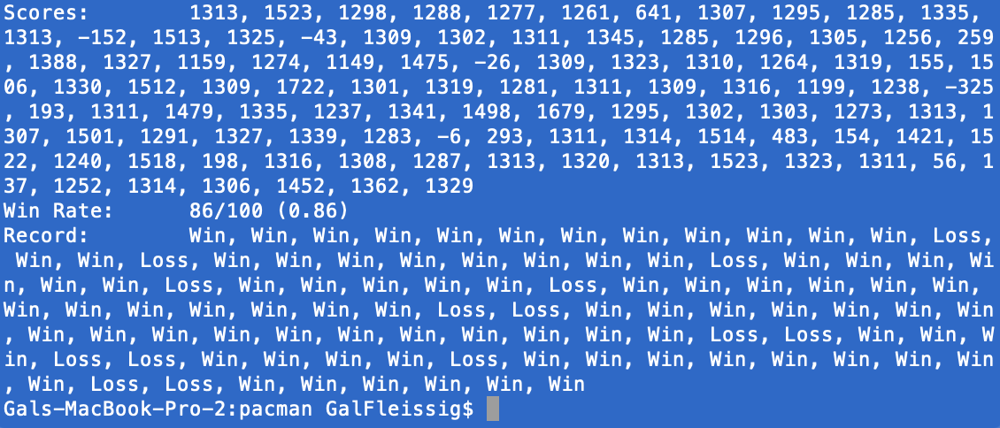 Scores:        1313, 1523, 1298, 1288, 1277, 1261, 641, 1307, 1295, 1285, 1335,
1313, -152, 1513, 1325, -43, 1309, 1302, 1311, 1345, 1285, 1296, 1305, 1256, 259
, 1388, 1327, 1159, 1274, 1149, 1475, -26, 1309, 1323, 1310, 1264, 1319, 155, 15
06, 1330, 1512, 1309, 1722, 1301, 1319, 1281, 1311, 1309, 1316, 1199, 1238, -325
, 193, 1311, 1479, 1335, 1237, 1341, 1498, 1679, 1295, 1302, 1303, 1273, 1313, 1
307, 1501, 1291, 1327, 1339, 1283, -6, 293, 1311, 1314, 1514, 483, 154, 1421, 15
22, 1240, 1518, 198, 1316, 1308, 1287, 1313, 1320, 1313, 1523, 1323, 1311, 56, 1
37, 1252, 1314, 1306, 1452, 1362, 1329
Win Rate:      86/100 (0.86)
Record:        Win, Win, Win, Win, Win, Win, Win, Win, Win, Win, Win, Win, Loss,
 Win, Win, Loss, Win, Win, Win, Win, Win, Win, Win, Win, Loss, Win, Win, Win, Wi
n, Win, Win, Loss, Win, Win, Win, Win, Win, Loss, Win, Win, Win, Win, Win, Win,
Win, Win, Win, Win, Win, Win, Win, Loss, Loss, Win, Win, Win, Win, Win, Win, Win
, Win, Win, Win, Win, Win, Win, Win, Win, Win, Win, Win, Loss, Loss, Win, Win, W
in, Loss, Loss, Win, Win, Win, Win, Loss, Win, Win, Win, Win, Win, Win, Win, Win
, Win, Loss, Loss, Win, Win, Win, Win, Win, Win
Gals-MacBook-Pro-2:pacman GalFleissig$